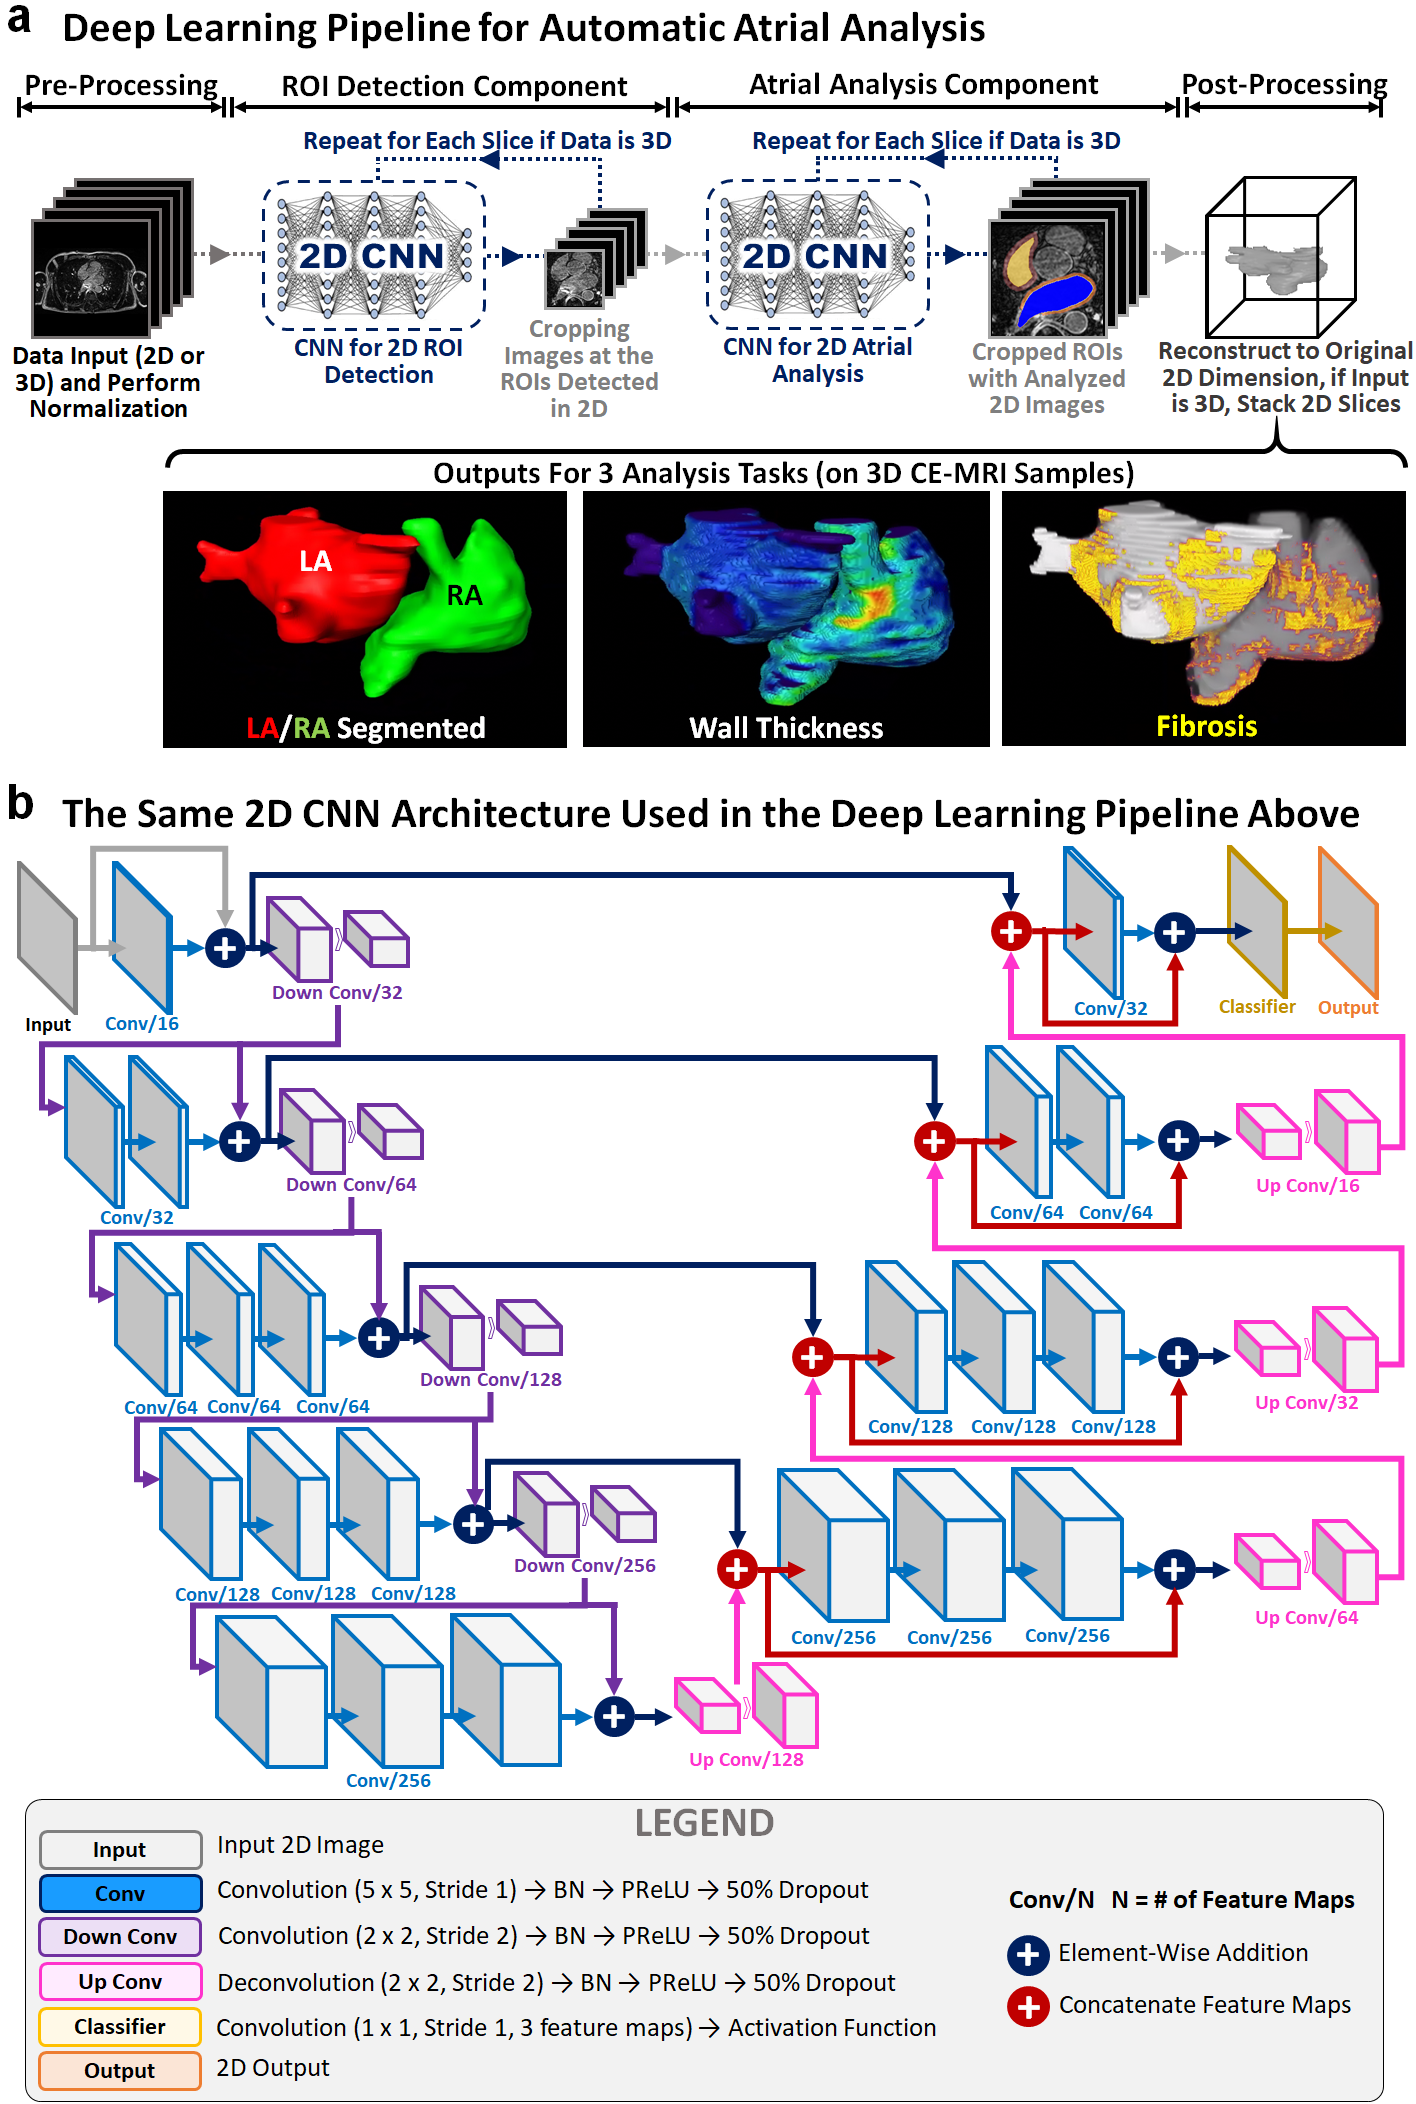 a Deep Learning Pipeline for Automatic Atrial Analysis
Pre-Processing
ROI Detection Component
Atrial Analysis Component
Post-Processing
Repeat for Each Slice if Data is 3D
Repeat for Each Slice if Data is 3D
2D CNN
2D CNN
Data Input (2D or
3D) and Perform
Normalization
CNN for 2D ROI
Detection
Cropping
Images at the
ROIs Detected
in 2D
CNN for 2D Atrial
Analysis
Cropped ROIs
with Analyzed
2D Images
Reconstruct to Original
2D Dimension, if Input
is 3D, Stack 2D Slices
Outputs For 3 Analysis Tasks (on 3D CE-MRI Samples)
LA
RA
LA/RA Segmented
Wall Thickness
Fibrosis
b The Same 2D CNN Architecture Used in the Deep Learning Pipeline Above
Input
Conv/16
Down Conv/32
Conv/32
Classifier
Output
Conv/32
Down Conv/64
Conv/64
Conv/64
Up Conv/16
Conv/64
Conv/64
Conv/64
Down Conv/128
Conv/128
Conv/128
Conv/128
Up Conv/32
Conv/128
Conv/128
Conv/128
Down Conv/256
Conv/256
Conv/256
Conv/256
Up Conv/64
Conv/256
Up Conv/128
LEGEND
Input
Input 2D Image
Conv
Convolution (5 x 5, Stride 1) → BN → PReLU → 50% Dropout
Down Conv
Convolution (2 x 2, Stride 2) → BN → PReLU → 50% Dropout
Up Conv
Deconvolution (2 x 2, Stride 2) → BN → PReLU → 50% Dropout
Classifier
Convolution (1 x 1, Stride 1, 3 feature maps) → Activation Function
Output
2D Output
Conv/N N = # of Feature Maps
Element-Wise Addition
Concatenate Feature Maps